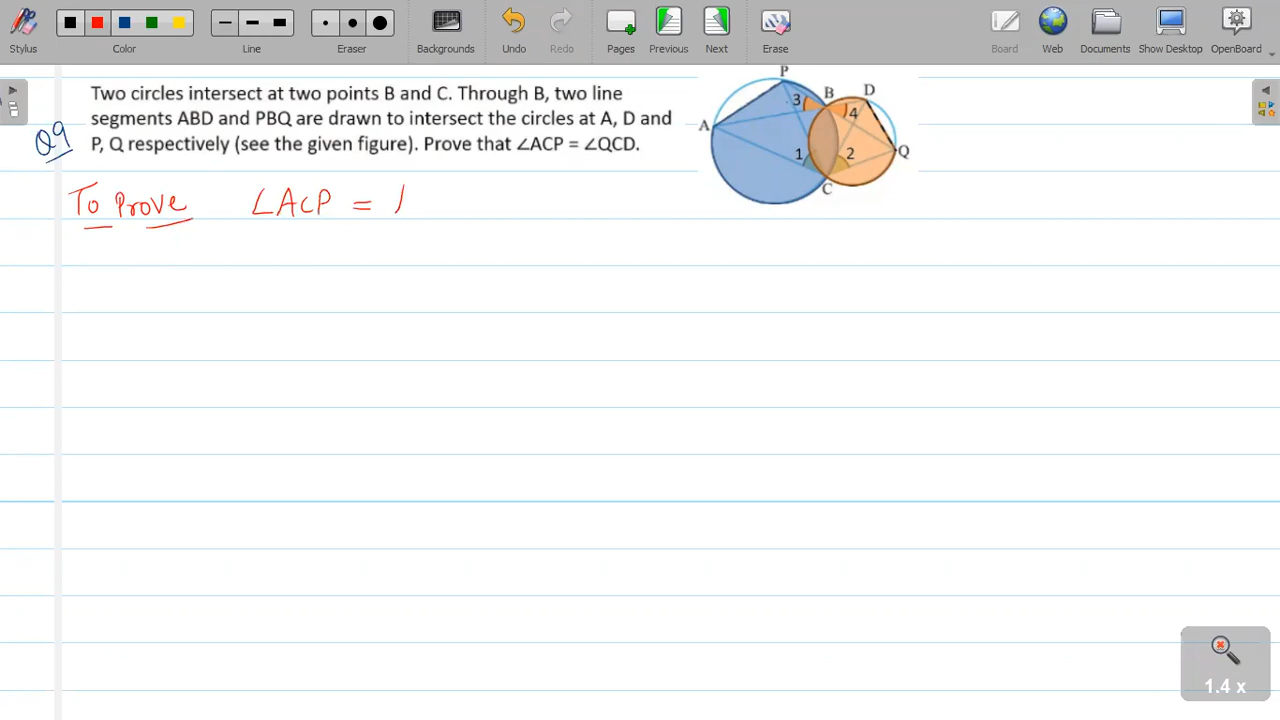 Stylus Color Line Eraser Backgrounds Undo Redo Pages Previous Next Erase Board Web Documents Show Desktop OpenBoard
Two circles intersect at two points B and C. Through B, two line
segments ABD and PBQ are drawn to intersect the circles at A, D and
P, Q respectively (see the given figure). Prove that ∠ACP = ∠QCD.
Q9
P
B D
3 4
A
1 2 Q
C
To Prove ∠ACP =
1.4 x